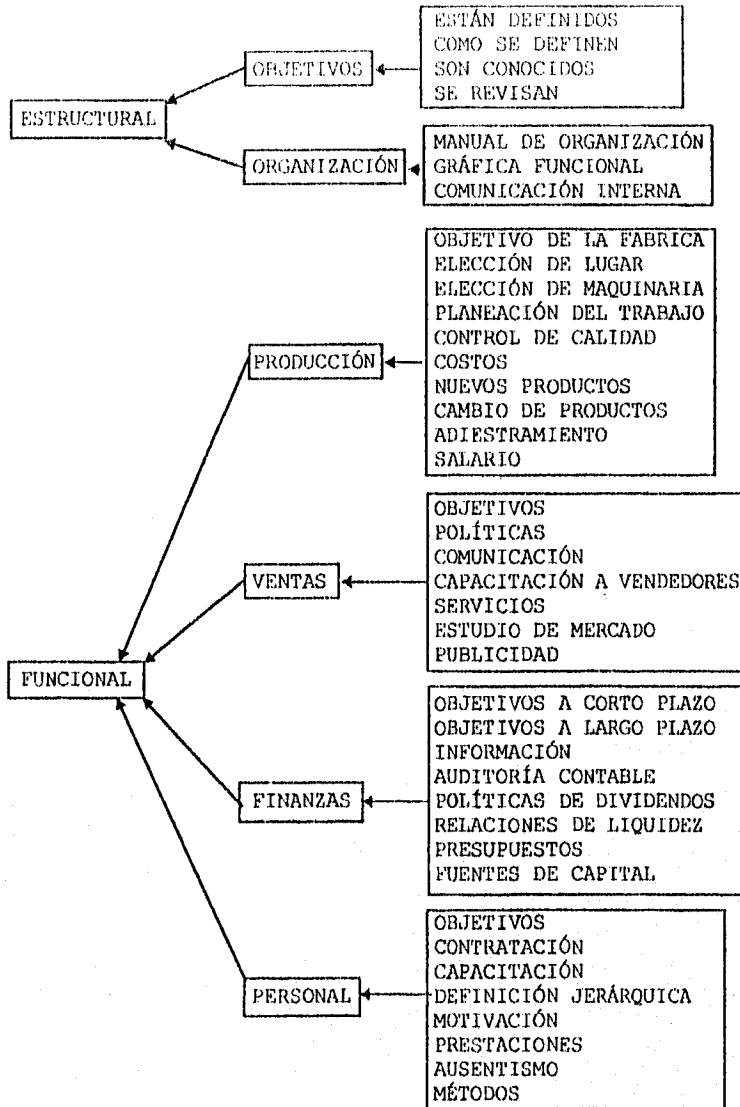 ESTRUCTURAL
OBJETIVOS
ESTÁN DEFINIDOS
COMO SE DEFINEN
SON CONOCIDOS
SE REVISAN
ORGANIZACIÓN
MANUAL DE ORGANIZACIÓN
GRÁFICA FUNCIONAL
COMUNICACIÓN INTERNA
FUNCIONAL
PRODUCCIÓN
OBJETIVO DE LA FABRICA
ELECCIÓN DE LUGAR
ELECCIÓN DE MAQUINARIA
PLANEACIÓN DEL TRABAJO
CONTROL DE CALIDAD
COSTOS
NUEVOS PRODUCTOS
CAMBIO DE PRODUCTOS
ADIESTRAMIENTO
SALARIO
VENTAS
OBJETIVOS
POLÍTICAS
COMUNICACIÓN
CAPACITACIÓN A VENDEDORES
SERVICIOS
ESTUDIO DE MERCADO
PUBLICIDAD
FINANZAS
OBJETIVOS A CORTO PLAZO
OBJETIVOS A LARGO PLAZO
INFORMACIÓN
AUDITORÍA CONTABLE
POLÍTICAS DE DIVIDENDOS
RELACIONES DE LIQUIDEZ
PRESUPUESTOS
FUENTES DE CAPITAL
PERSONAL
OBJETIVOS
CONTRATACIÓN
CAPACITACIÓN
DEFINICIÓN JERÁRQUICA
MOTIVACIÓN
PRESTACIONES
AUSENTISMO
MÉTODOS